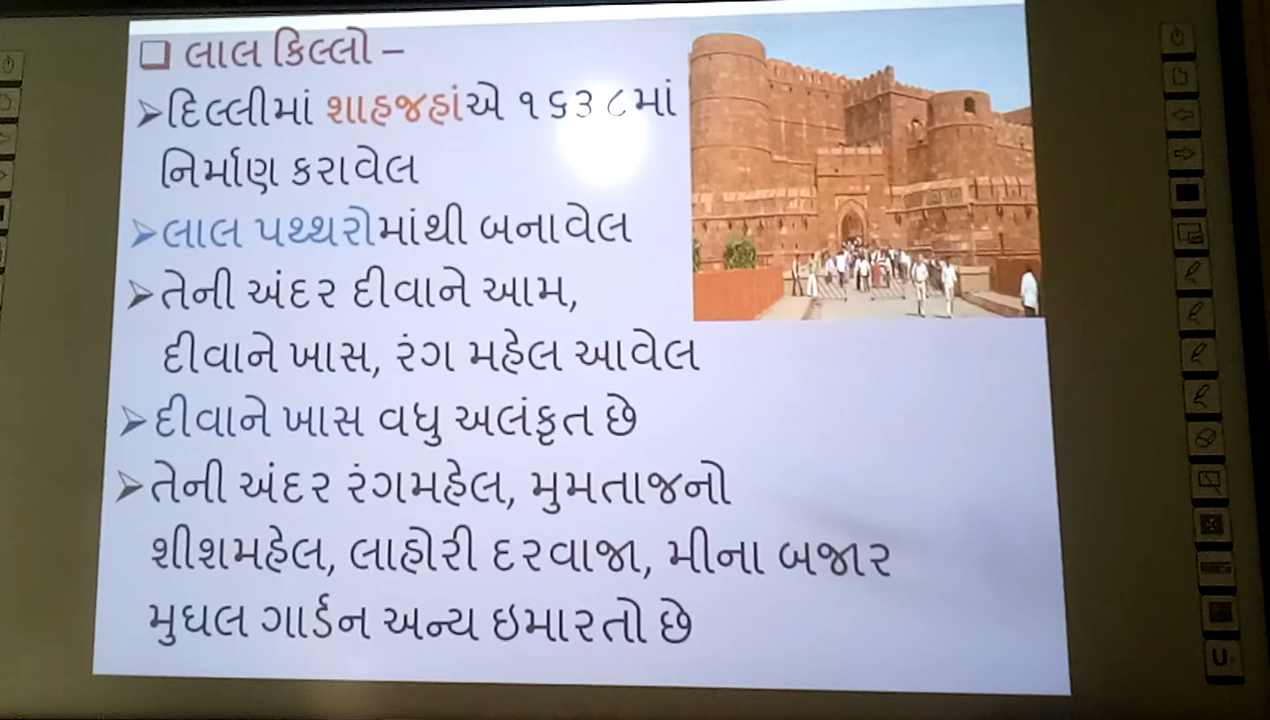 ❑ લાલ કિલ્લો –
➢દિલ્લીમાં શાહજહાંએ ૧૬૩૮માં
નિર્માણ કરાવેલ
➢લાલ પથ્થરોમાંથી બનાવેલ
➢તેની અંદર દીવાને આમ,
દીવાને ખાસ, રંગ મહેલ આવેલ
➢દીવાને ખાસ વધુ અલંકૃત છે
➢તેની અંદર રંગમહેલ, મુમતાજનો
શીશમહેલ, લાહોરી દરવાજા, મીના બજાર
મુઘલ ગાર્ડન અન્ય ઇમારતો છે